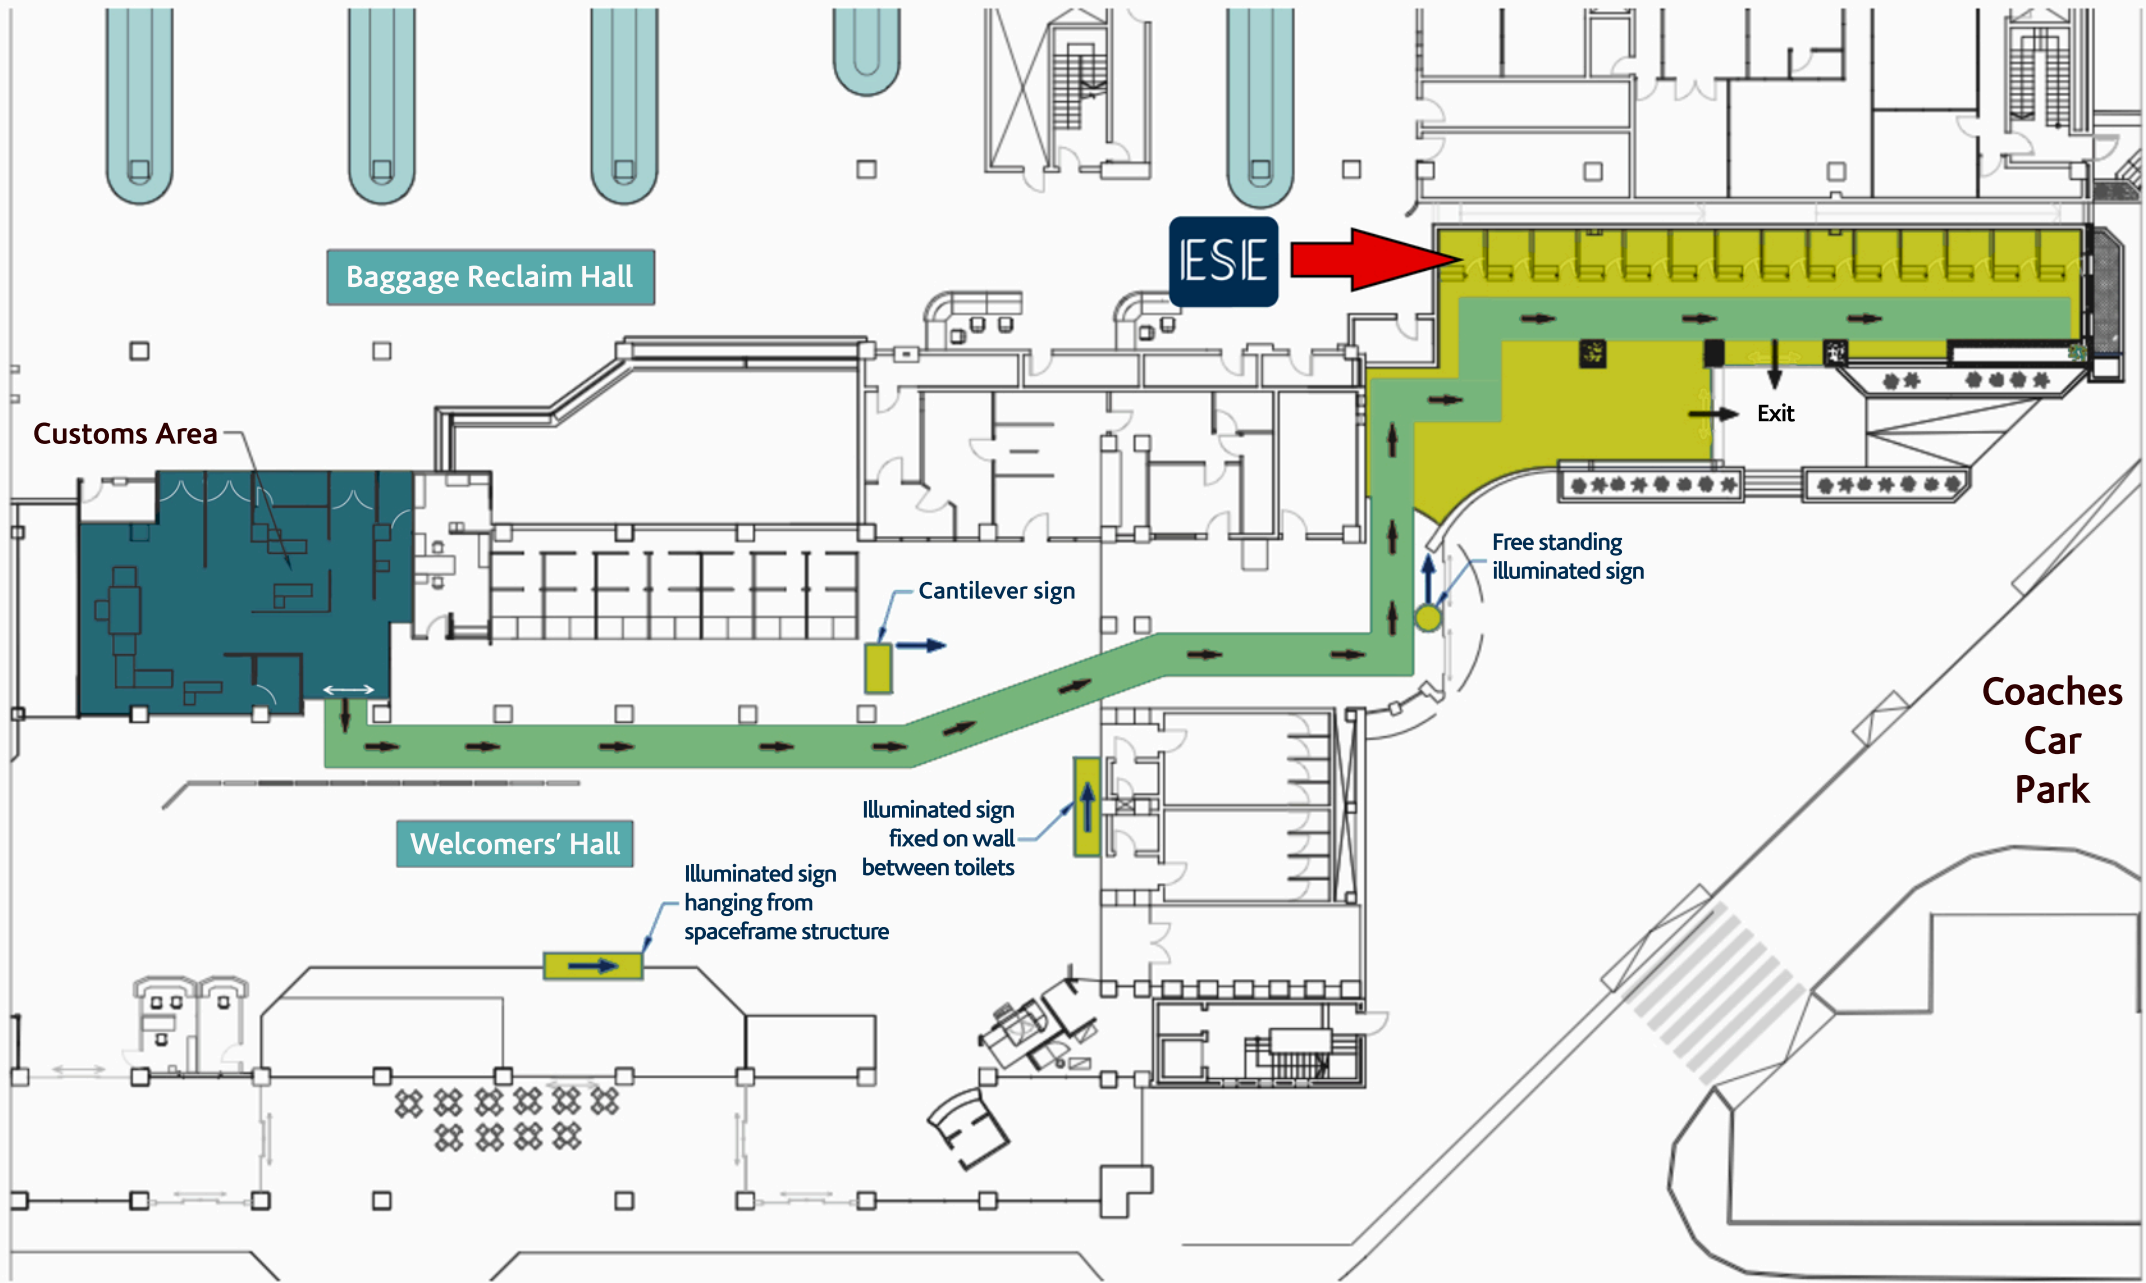 Baggage Reclaim Hall
ESE
Customs Area
Exit
Free standing
illuminated sign
Cantilever sign
Coaches
Car
Park
Illuminated sign
fixed on wall
between toilets
Welcomers’ Hall
Illuminated sign
hanging from
spaceframe structure